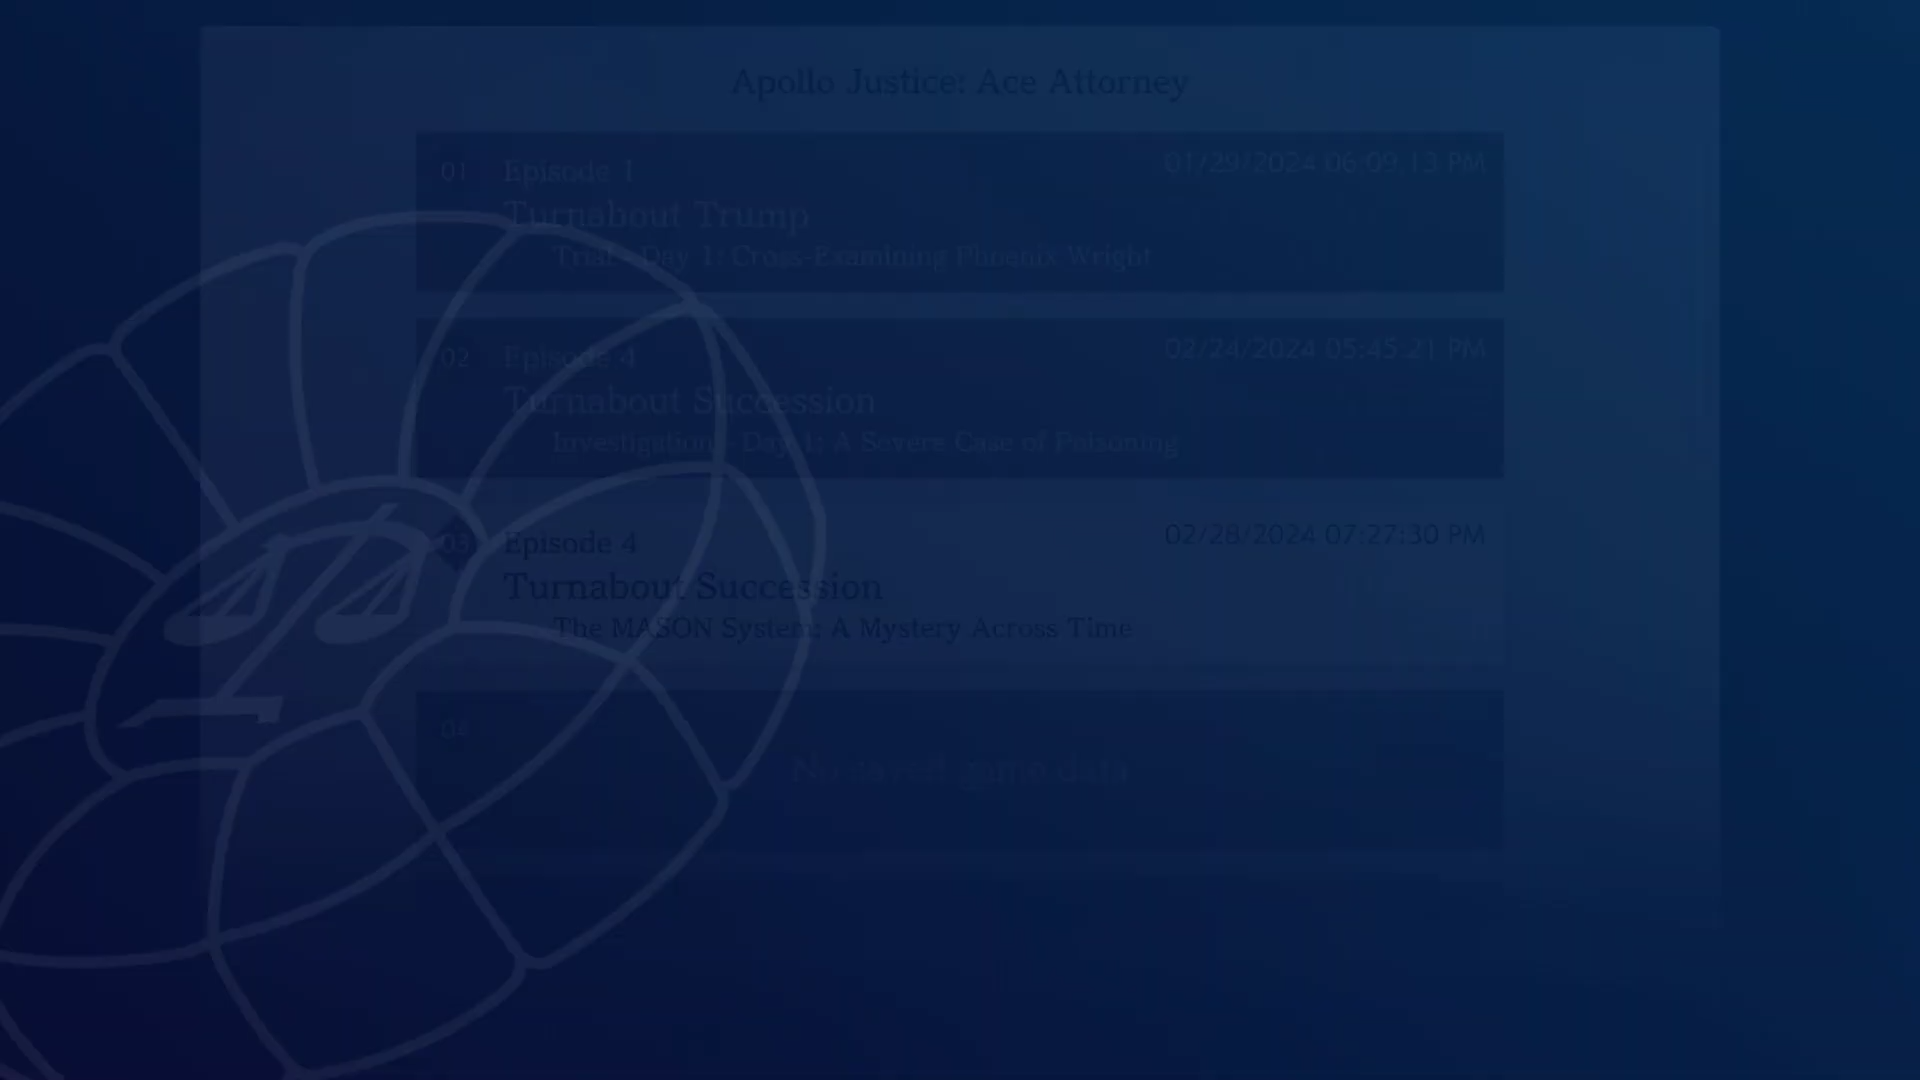 Apollo Justice: Ace Attorney
01 Episode 1 01/29/2024 06:09:13 PM
Turnabout Trump
Trial - Day 1: Cross-Examining Phoenix Wright
02 Episode 4 02/24/2024 05:45:21 PM
Turnabout Succession
Investigation - Day 1: A Severe Case of Poisoning
03 Episode 4 02/28/2024 07:27:30 PM
Turnabout Succession
The MASON System: A Mystery Across Time
04
No saved game data